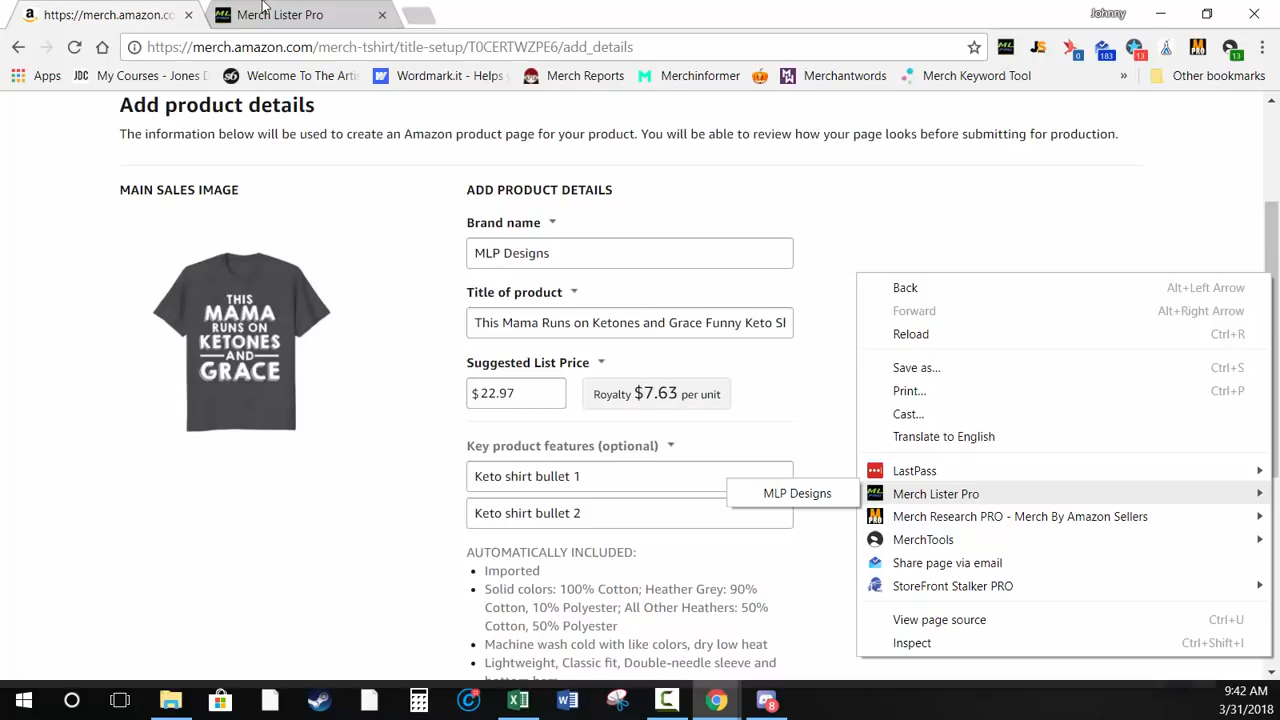 https://merch.amazon.co
Merch Lister Pro
Johnny
https://merch.amazon.com/merch-tshirt/title-setup/T0CERTWZPE6/add_details
JS
0
183
13
13
Apps
JDC My Courses - Jones D
Welcome To The Arti
Wordmark.it - Helps y
Merch Reports
Merchinformer
Merchantwords
Merch Keyword Tool
»
Other bookmarks
Add product details
The information below will be used to create an Amazon product page for your product. You will be able to review how your page looks before submitting for production.
MAIN SALES IMAGE
THIS
MAMA
RUNS ON
KETONES
AND
GRACE
ADD PRODUCT DETAILS
Brand name
MLP Designs
Title of product
This Mama Runs on Ketones and Grace Funny Keto Sl
Suggested List Price
$ 22.97
Royalty $7.63 per unit
Key product features (optional)
Keto shirt bullet 1
Keto shirt bullet 2
AUTOMATICALLY INCLUDED:
Imported
Solid colors: 100% Cotton; Heather Grey: 90%
Cotton, 10% Polyester; All Other Heathers: 50%
Cotton, 50% Polyester
Machine wash cold with like colors, dry low heat
Lightweight, Classic fit, Double-needle sleeve and
MLP Designs
Back Alt+Left Arrow
Forward Alt+Right Arrow
Reload Ctrl+R
Save as... Ctrl+S
Print... Ctrl+P
Cast...
Translate to English
LastPass
Merch Lister Pro
Merch Research PRO - Merch By Amazon Sellers
MerchTools
Share page via email
StoreFront Stalker PRO
View page source Ctrl+U
Inspect Ctrl+Shift+I
8
9:42 AM
3/31/2018